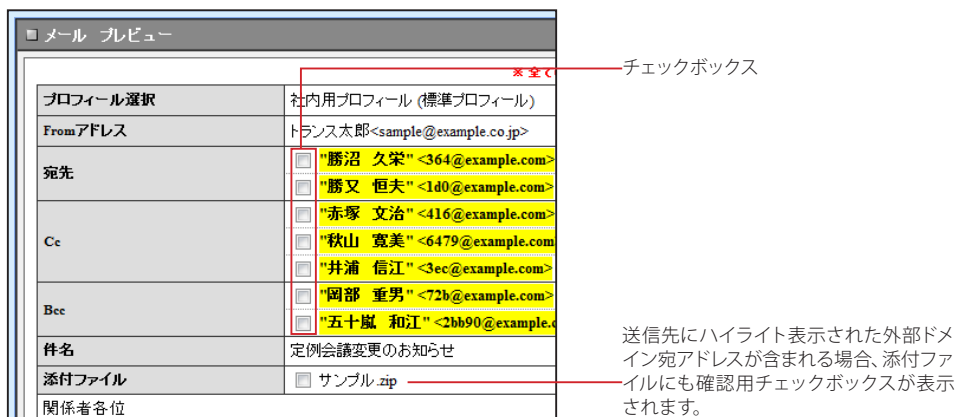 メール プレビュー
※ 全ての
プロフィール選択 社内用プロフィール (標準プロフィール)
Fromアドレス トランス太郎<sample@example.co.jp>
宛先 "勝沼 久栄" <364@example.com>
"勝又 恒夫" <1d0@example.com>
Cc "赤塚 文治" <416@example.com>
"秋山 寛美" <6479@example.com
"井浦 信江" <3ec@example.com>
Bcc "岡部 重男" <72b@example.com>
"五十嵐 和江" <2bb90@example.c
件名 定例会議変更のお知らせ
添付ファイル サンプル.zip
関係者各位
チェックボックス
送信先にハイライト表示された外部ドメ
イン宛アドレスが含まれる場合、添付ファ
イルにも確認用チェックボックスが表示
されます。